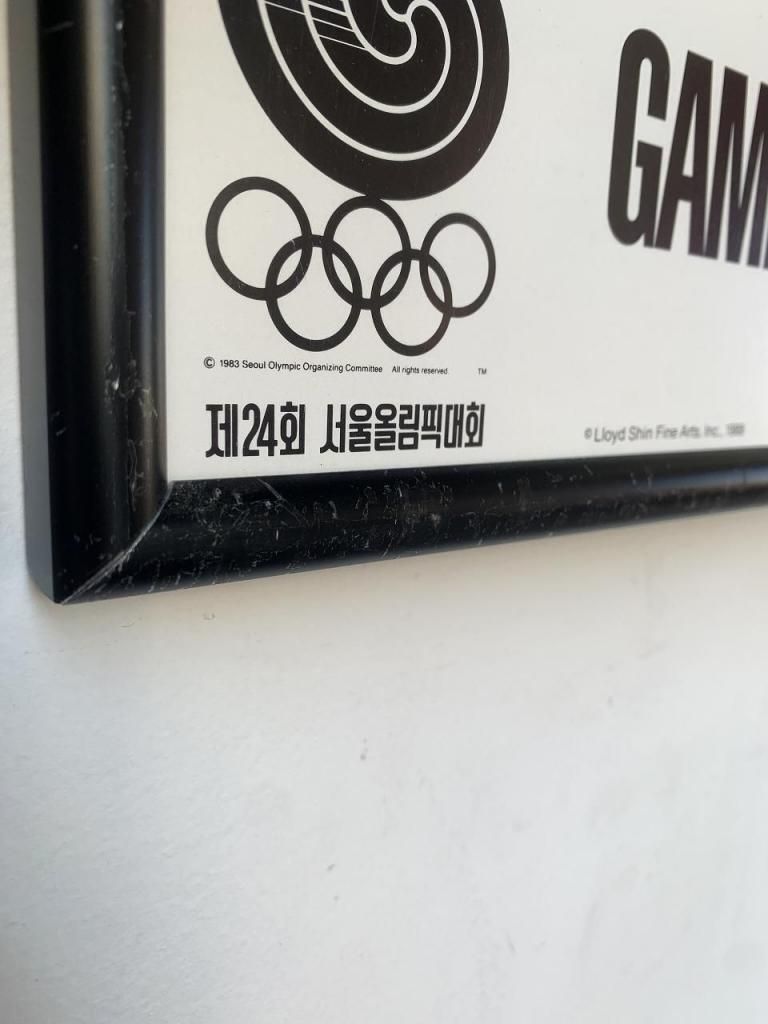 GAM
© 1983 Seoul Olympic Organizing Committee All rights reserved. TM
제24회 서울올림픽대회
© Lloyd Shin Fine Arts, Inc., 1988